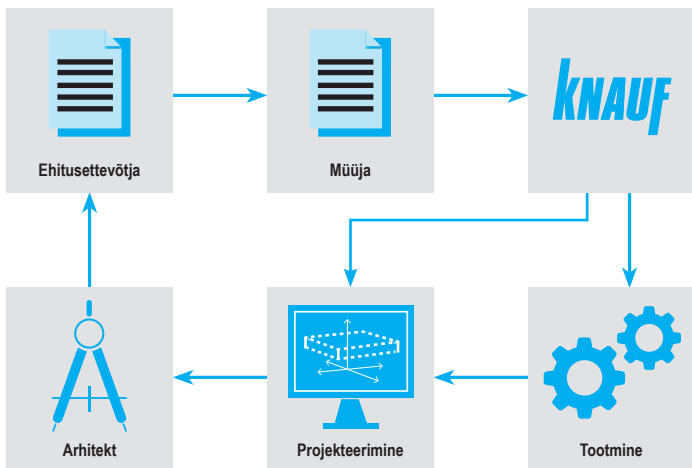 Ehitusettevõtja
Müüja
KNAUF
Arhitekt
Projekteerimine
Tootmine